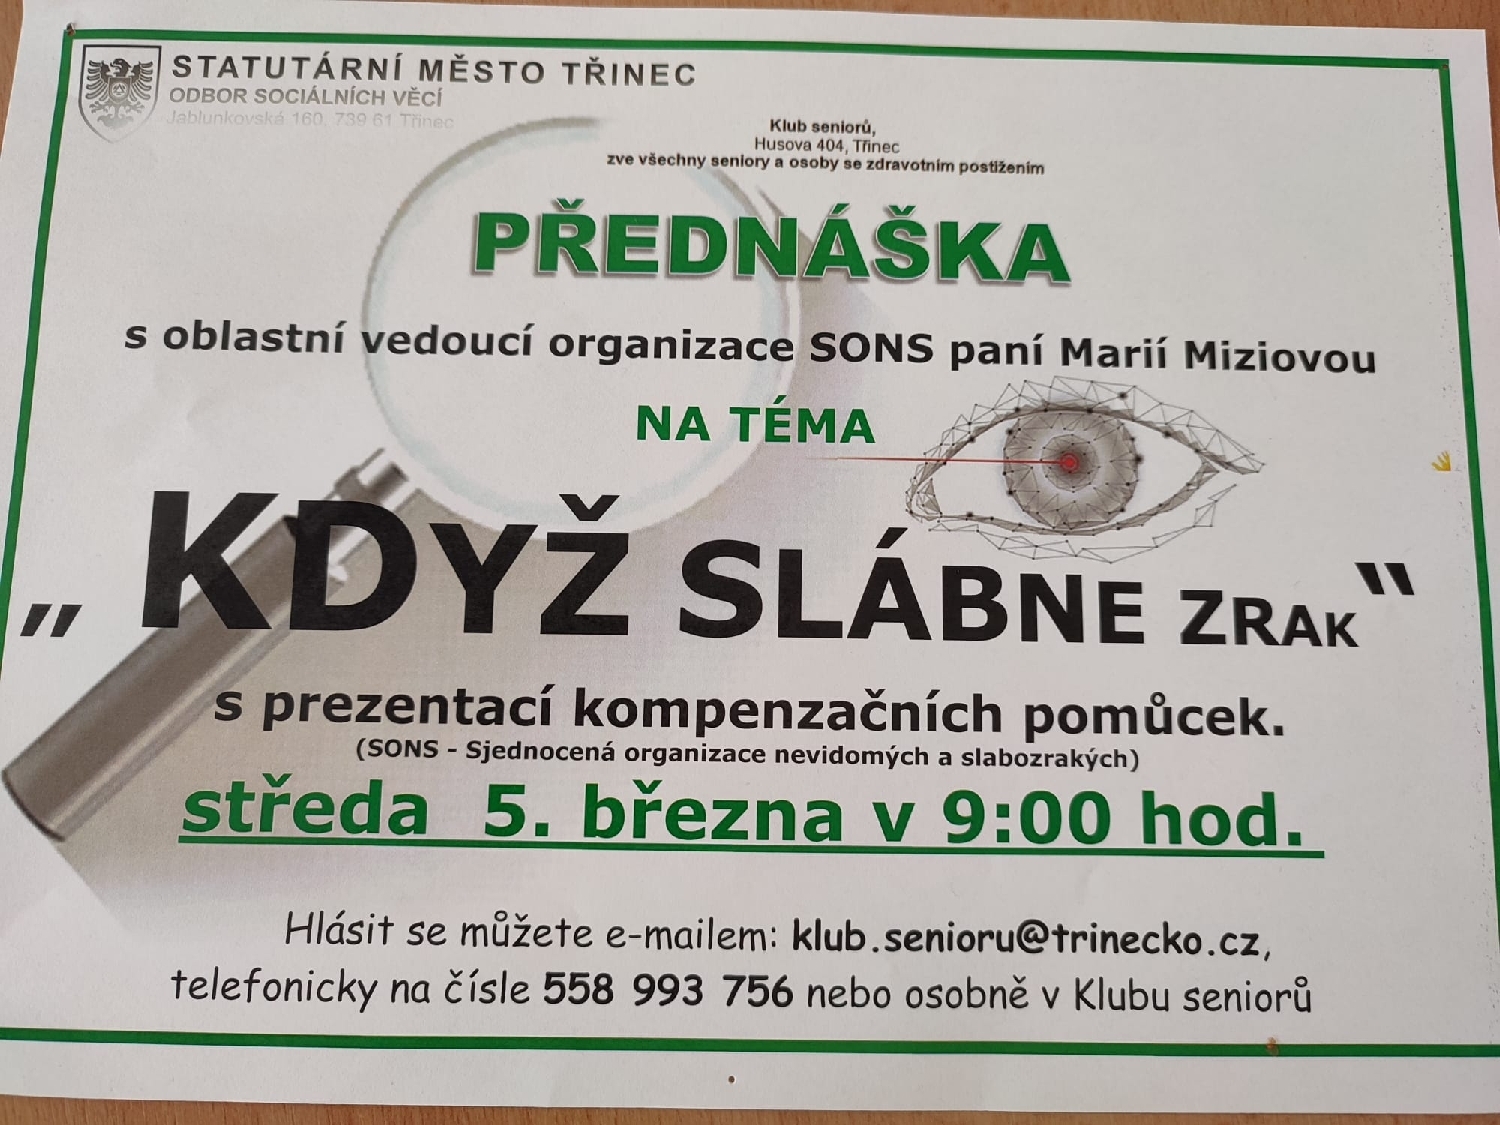 STATUTÁRNÍ MĚSTO TŘINEC
ODBOR SOCIÁLNÍCH VĚCÍ
Jablunkovská 160, 739 61 Třinec
Klub seniorů,
Husova 404, Třinec
zve všechny seniory a osoby se zdravotním postižením
PŘEDNÁŠKA
s oblastní vedoucí organizace SONS paní Marií Miziovou
NA TÉMA
„KDYŽ SLÁBNE ZRAK“
s prezentací kompenzačních pomůcek.
(SONS - Sjednocená organizace nevidomých a slabozrakých)
středa 5. března v 9:00 hod.
Hlásit se můžete e-mailem: klub.senioru@trinecko.cz,
telefonicky na čísle 558 993 756 nebo osobně v Klubu seniorů